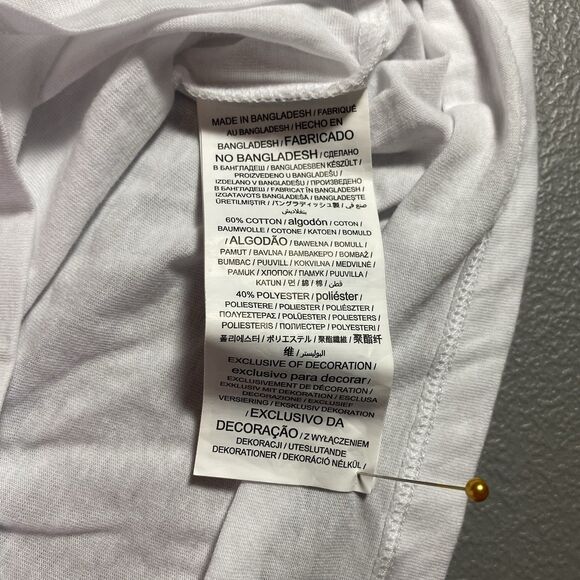 MADE IN BANGLADESH / FABRIQUÉ
AU BANGLADESH / HECHO EN
BANGLADESH / FABRICADO
NO BANGLADESH / СДЕЛАНО
В БАНГЛАДЕШ / BANGLADESBEN KÉSZÜLT /
PROIZVEDENO U BANGLADEŠU /
IZDELANO V BANGLADEŠU / ПРОИЗВЕДЕНО
В БАНГЛАДЕШ / FABRICAT ÎN BANGLADESH /
IZGATAVOTS BANGLADEŠĀ / BANGLADEŞ'TE
ÜRETILMIŞTIR / バングラディッシュ製 / صنع في
بنغلاديش
60% COTTON / algodón / COTON /
BAUMWOLLE / COTONE / KATOEN / BOMULD
/ ALGODÃO / BAWEŁNA / BOMULL /
PAMUT / BAVLNA / ΒΑΜΒΑΚΕΡΟ / BOMBAŽ /
BUMBAC / PUUVILL / KOKVILNA / MEDVILNĖ /
PAMUK / ХЛОПОК / ПАМУК / PUUVILLA /
KATUN / 면 / 綿 / 棉 / قطن
40% POLYESTER / poliéster /
POLIESTERE / POLIESTER / POLIÉSZTER /
ΠΟΛΥΕΣΤΕΡΑΣ / POLÜESTER / POLIESTERS /
POLIESTERIS / ПОЛИЕСТЕР / POLYESTERI /
폴리에스터 / ポリエステル / 聚酯纖維 / 聚酯纤
维 / البوليستر
EXCLUSIVE OF DECORATION /
exclusivo para decorar /
EXCLUSIVEMENT DE DÉCORATION /
EXKLUSIV MIT DEKORATION / ESCLUSA
DECORAZIONE / EXCLUSIEF
VERSIERING / EKSKLUSIV DEKORATION
/ EXCLUSIVO DA
DECORAÇÃO / Z WYŁĄCZENIEM
DEKORACJI / UTESLUTANDE
DEKORATIONER / DEKORÁCIÓ NÉLKÜL /